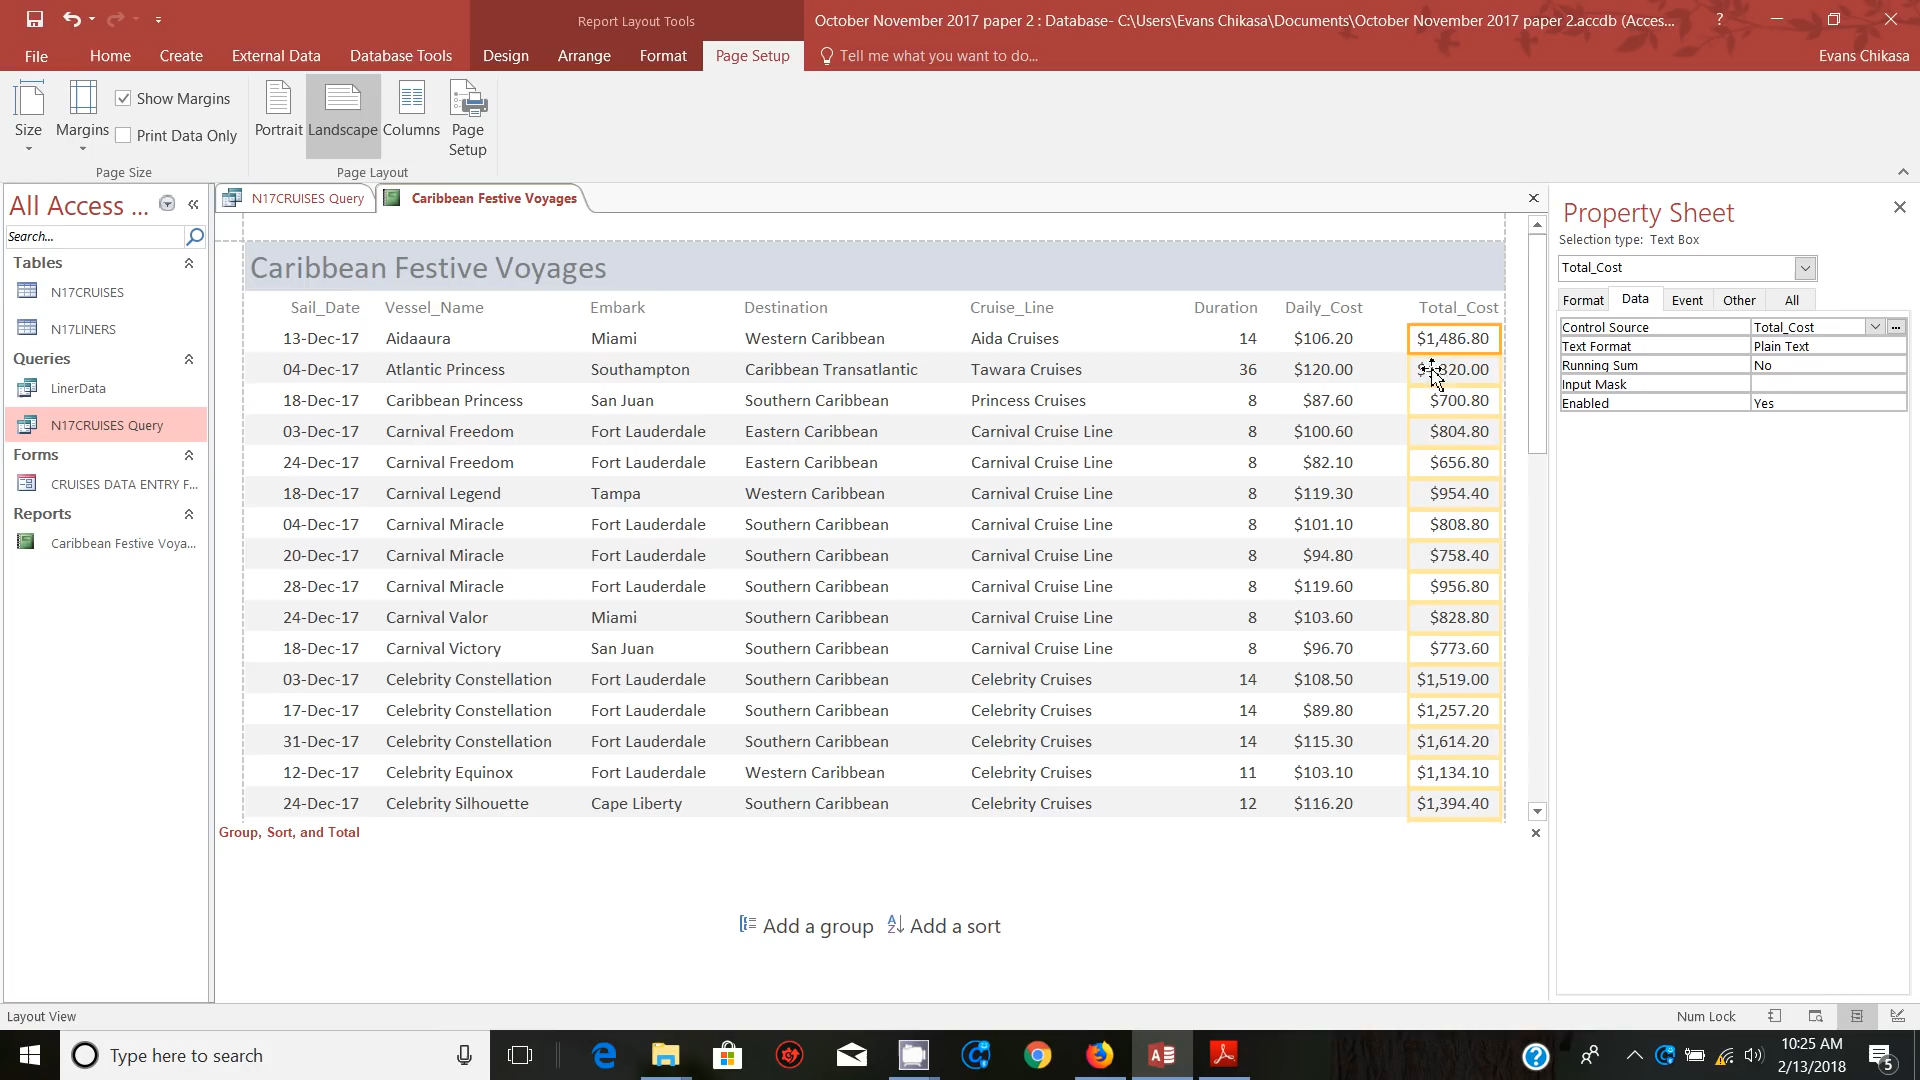 Report Layout Tools
October November 2017 paper 2 : Database- C:\Users\Evans Chikasa\Documents\October November 2017 paper 2.accdb (Acces...
?
File Home Create External Data Database Tools Design Arrange Format Page Setup Tell me what you want to do... Evans Chikasa
Size
Margins
Show Margins
Print Data Only
Page Size
Portrait
Landscape
Columns
Page Setup
Page Layout
All Access ...
Search...
Tables
N17CRUISES
N17LINERS
Queries
LinerData
N17CRUISES Query
Forms
CRUISES DATA ENTRY F...
Reports
Caribbean Festive Voya...
N17CRUISES Query
Caribbean Festive Voyages
Caribbean Festive Voyages
Sail_Date Vessel_Name Embark Destination Cruise_Line Duration Daily_Cost Total_Cost
13-Dec-17 Aidaaura Miami Western Caribbean Aida Cruises 14 $106.20 $1,486.80
04-Dec-17 Atlantic Princess Southampton Caribbean Transatlantic Tawara Cruises 36 $120.00
18-Dec-17 Caribbean Princess San Juan Southern Caribbean Princess Cruises 8 $87.60 $700.80
03-Dec-17 Carnival Freedom Fort Lauderdale Eastern Caribbean Carnival Cruise Line 8 $100.60 $804.80
24-Dec-17 Carnival Freedom Fort Lauderdale Eastern Caribbean Carnival Cruise Line 8 $82.10 $656.80
18-Dec-17 Carnival Legend Tampa Western Caribbean Carnival Cruise Line 8 $119.30 $954.40
04-Dec-17 Carnival Miracle Fort Lauderdale Southern Caribbean Carnival Cruise Line 8 $101.10 $808.80
20-Dec-17 Carnival Miracle Fort Lauderdale Southern Caribbean Carnival Cruise Line 8 $94.80 $758.40
28-Dec-17 Carnival Miracle Fort Lauderdale Southern Caribbean Carnival Cruise Line 8 $119.60 $956.80
24-Dec-17 Carnival Valor Miami Southern Caribbean Carnival Cruise Line 8 $103.60 $828.80
18-Dec-17 Carnival Victory San Juan Southern Caribbean Carnival Cruise Line 8 $96.70 $773.60
03-Dec-17 Celebrity Constellation Fort Lauderdale Southern Caribbean Celebrity Cruises 14 $108.50 $1,519.00
17-Dec-17 Celebrity Constellation Fort Lauderdale Southern Caribbean Celebrity Cruises 14 $89.80 $1,257.20
31-Dec-17 Celebrity Constellation Fort Lauderdale Southern Caribbean Celebrity Cruises 14 $115.30 $1,614.20
12-Dec-17 Celebrity Equinox Fort Lauderdale Western Caribbean Celebrity Cruises 11 $103.10 $1,134.10
24-Dec-17 Celebrity Silhouette Cape Liberty Southern Caribbean Celebrity Cruises 12 $116.20 $1,394.40
Group, Sort, and Total
Add a group
Add a sort
Property Sheet
Selection type: Text Box
Total_Cost
Format Data Event Other All
Control Source Total_Cost
Text Format Plain Text
Running Sum No
Input Mask
Enabled Yes
Layout View
Num Lock
Type here to search
10:25 AM
2/13/2018
5